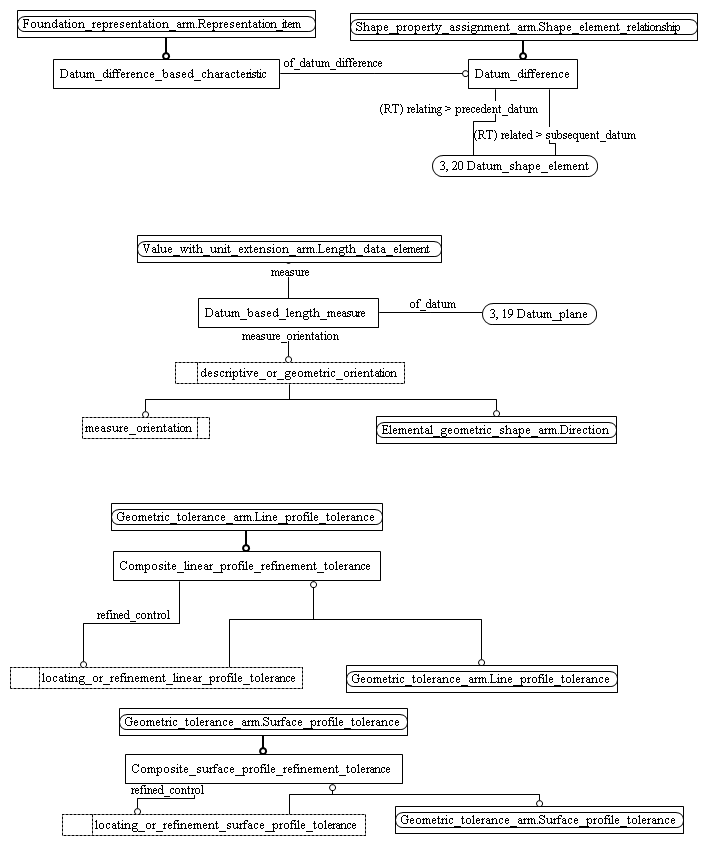 Foundation_representation_arm.Representation_item
Shape_property_assignment_arm.Shape_element_relationship
Datum_difference_based_characteristic
of_datum_difference
Datum_difference
(RT) relating > precedent_datum
(RT) related > subsequent_datum
3, 20 Datum_shape_element
Value_with_unit_extension_arm.Length_data_element
measure
Datum_based_length_measure
of_datum
3, 19 Datum_plane
measure_orientation
descriptive_or_geometric_orientation
measure_orientation
Elemental_geometric_shape_arm.Direction
Geometric_tolerance_arm.Line_profile_tolerance
Composite_linear_profile_refinement_tolerance
refined_control
locating_or_refinement_linear_profile_tolerance
Geometric_tolerance_arm.Line_profile_tolerance
Geometric_tolerance_arm.Surface_profile_tolerance
Composite_surface_profile_refinement_tolerance
refined_control
locating_or_refinement_surface_profile_tolerance
Geometric_tolerance_arm.Surface_profile_tolerance